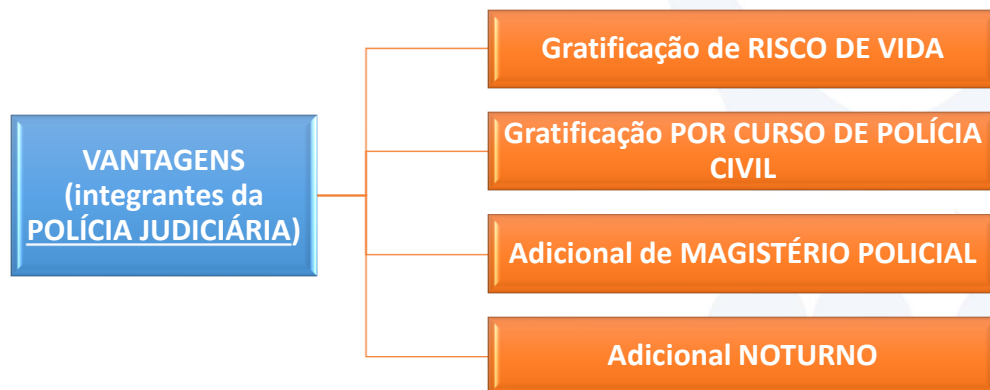 VANTAGENS
(integrantes da
POLÍCIA JUDICIÁRIA)
Gratificação de RISCO DE VIDA
Gratificação POR CURSO DE POLÍCIA
CIVIL
Adicional de MAGISTÉRIO POLICIAL
Adicional NOTURNO